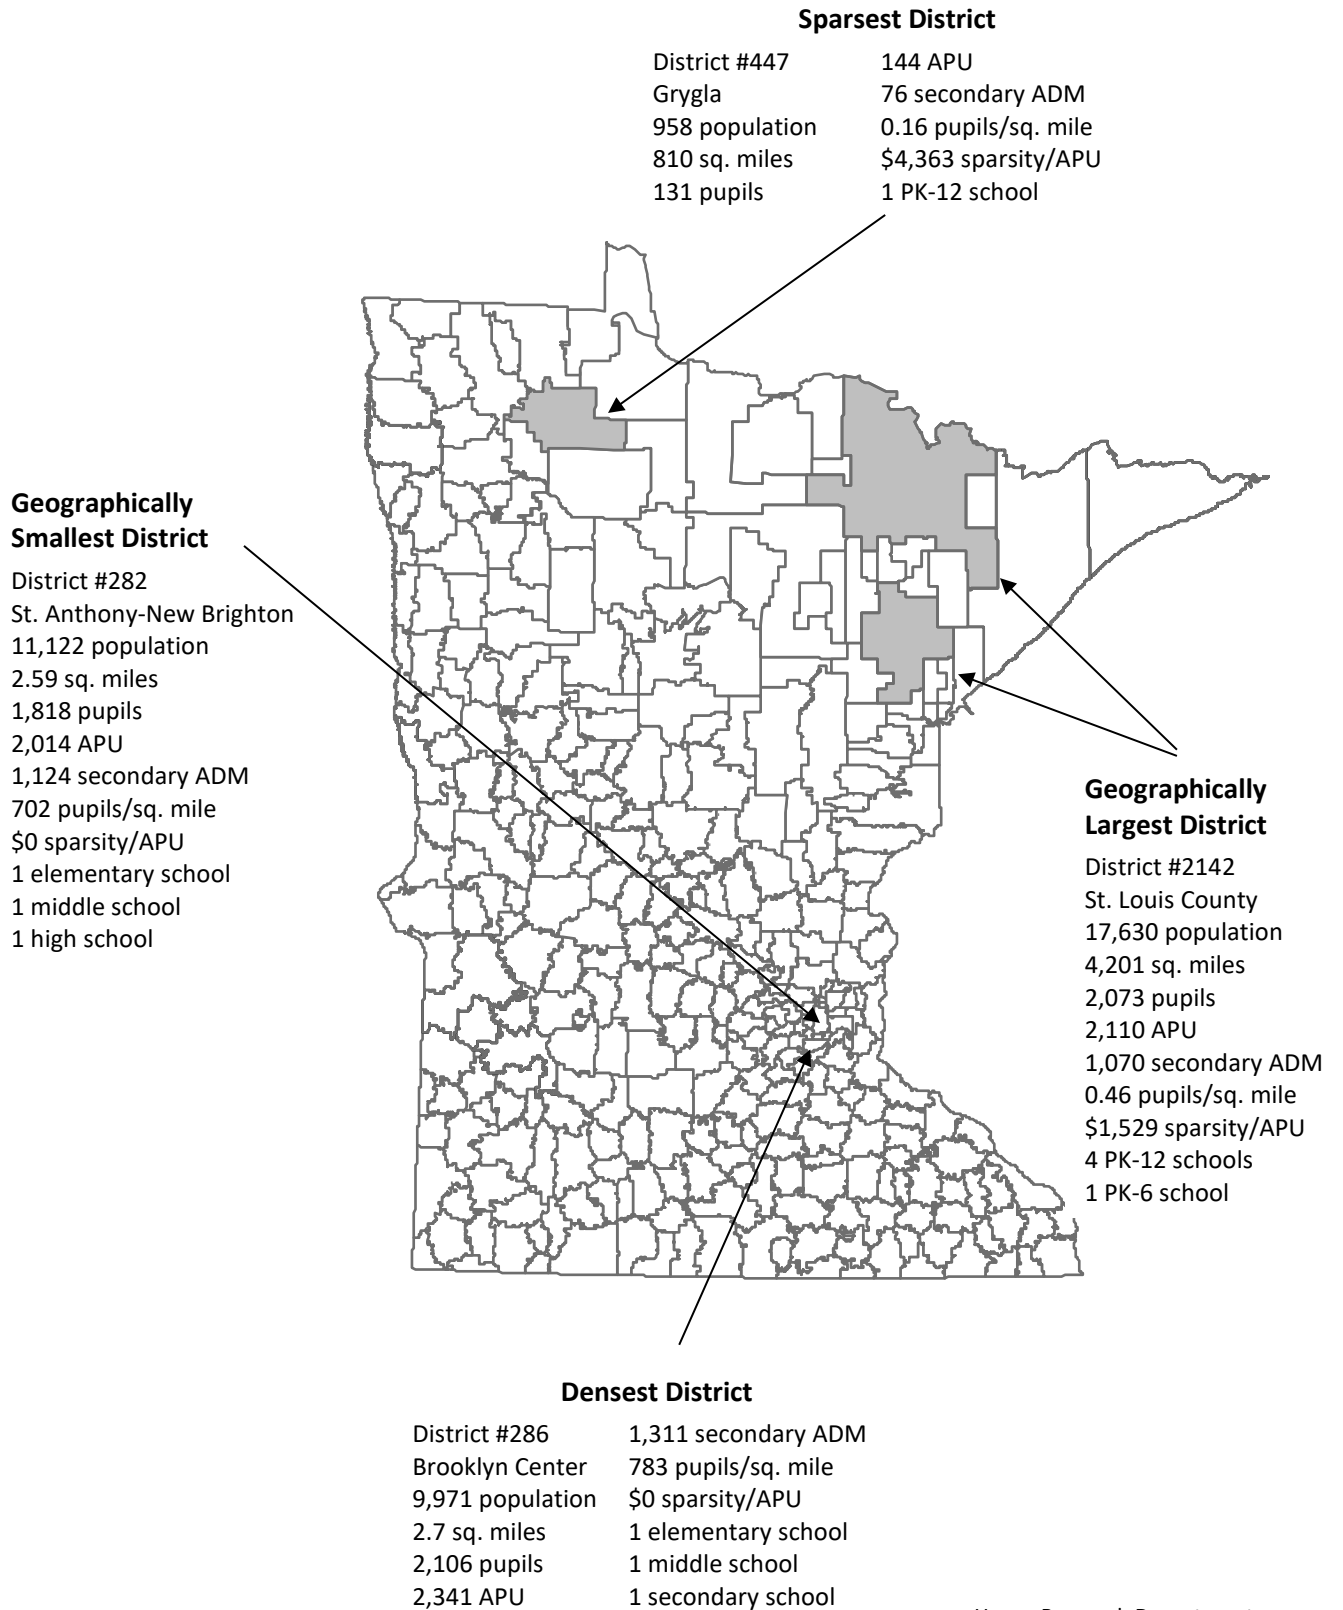 Sparsest District
District #447
Grygla
958 population
810 sq. miles
131 pupils
144 APU
76 secondary ADM
0.16 pupils/sq. mile
$4,363 sparsity/APU
1 PK-12 school
Geographically
Smallest District
District #282
St. Anthony-New Brighton
11,122 population
2.59 sq. miles
1,818 pupils
2,014 APU
1,124 secondary ADM
702 pupils/sq. mile
$0 sparsity/APU
1 elementary school
1 middle school
1 high school
Geographically
Largest District
District #2142
St. Louis County
17,630 population
4,201 sq. miles
2,073 pupils
2,110 APU
1,070 secondary ADM
0.46 pupils/sq. mile
$1,529 sparsity/APU
4 PK-12 schools
1 PK-6 school
Densest District
District #286
Brooklyn Center
9,971 population
2.7 sq. miles
2,106 pupils
2,341 APU
1,311 secondary ADM
783 pupils/sq. mile
$0 sparsity/APU
1 elementary school
1 middle school
1 secondary school